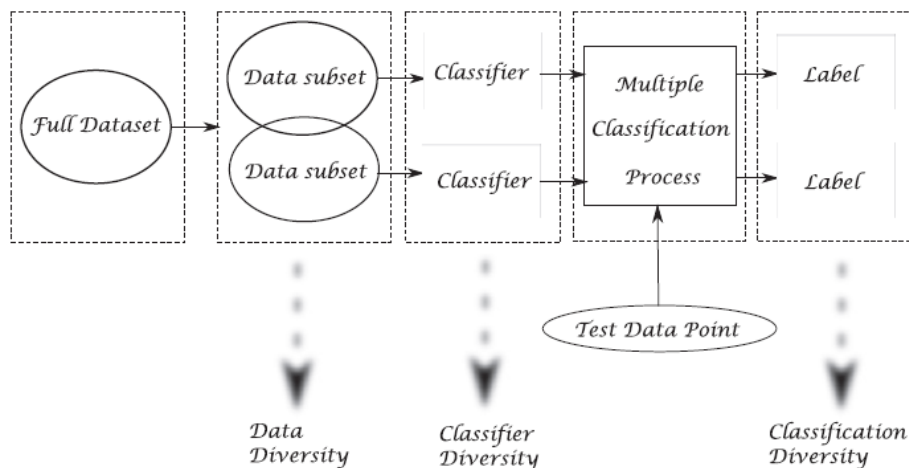 Full Dataset
Data subset
Data subset
Classifier
Classifier
Multiple
Classification
Process
Label
Label
Test Data Point
Data
Diversity
Classifier
Diversity
Classification
Diversity